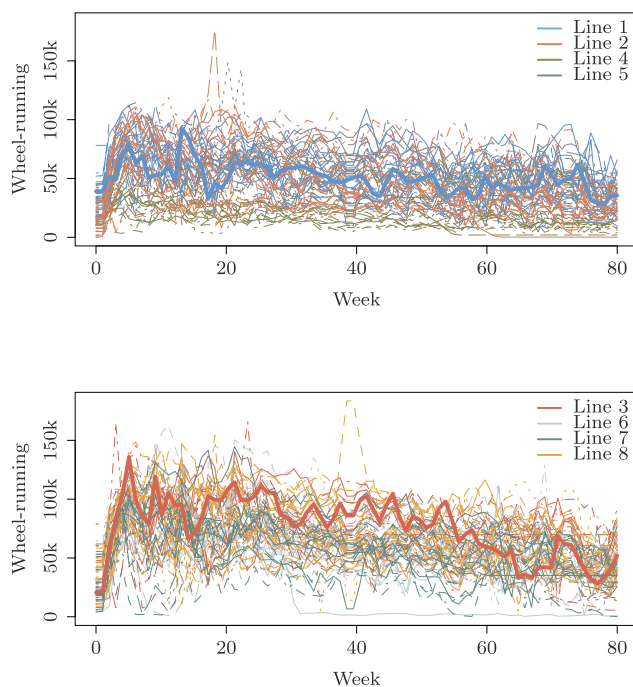 Line 1
Line 2
Line 4
Line 5
Wheel-running
150k
100k
50k
0
0 20 40 60 80
Week
Line 3
Line 6
Line 7
Line 8
Wheel-running
150k
100k
50k
0
0 20 40 60 80
Week